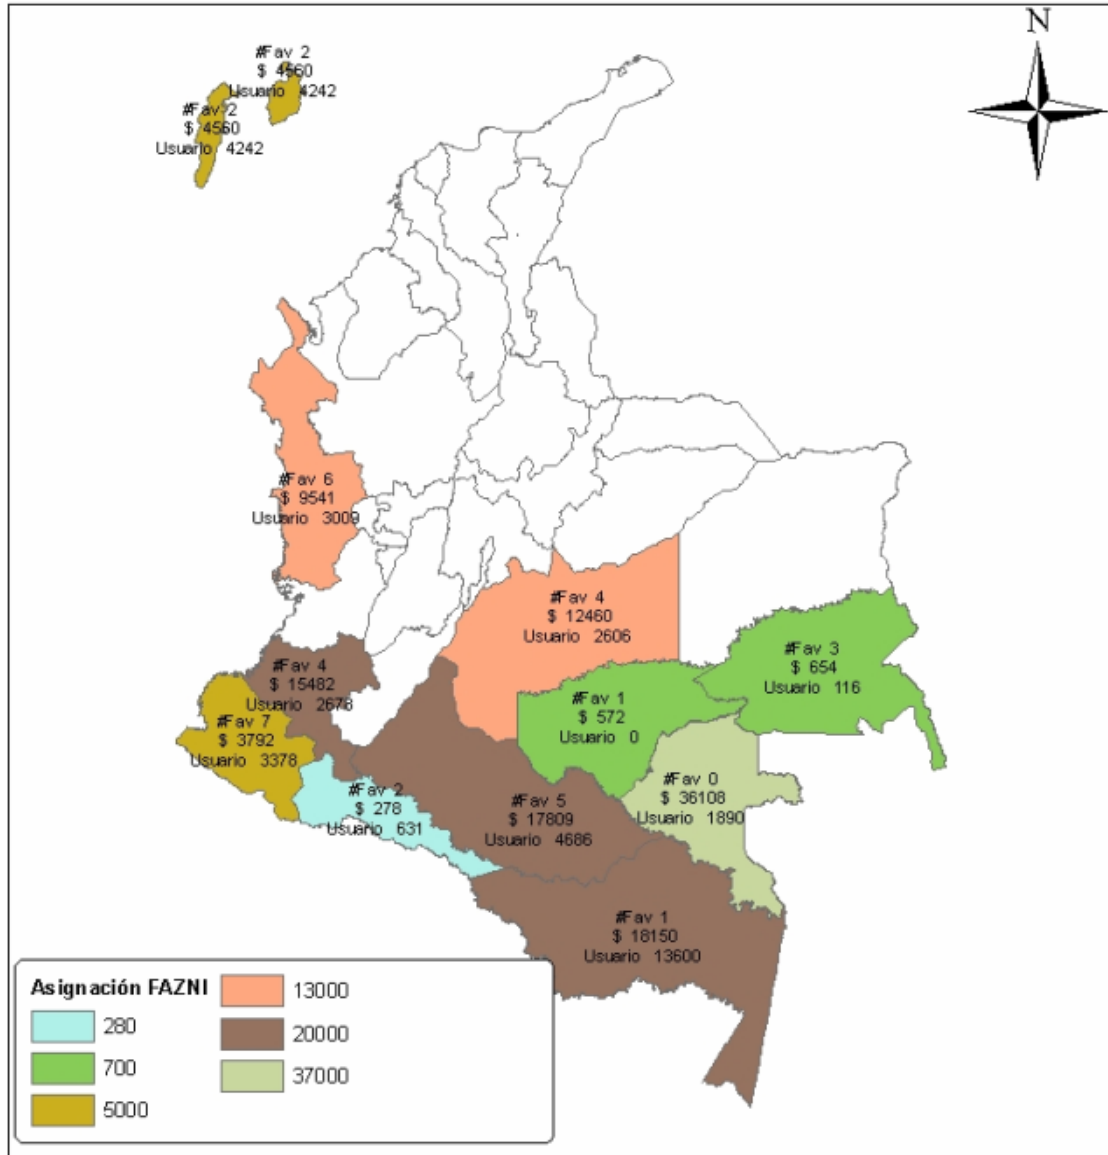 N
#Fav 2
$ 4560
Usuario 4242
#Fav 2
$ 4560
Usuario 4242
#Fav 6
$ 9541
Usuario 3009
#Fav 4
$ 12460
Usuario 2606
#Fav 3
$ 654
Usuario 116
#Fav 4
$ 15482
Usuario 2678
#Fav 1
$ 572
Usuario 0
#Fav 7
$ 3792
Usuario 3378
#Fav 0
$ 36108
Usuario 1890
#Fav 2
$ 278
Usuario 631
#Fav 5
$ 17809
Usuario 4686
#Fav 1
$ 18150
Usuario 13600
Asignación FAZNI
280
700
5000
13000
20000
37000